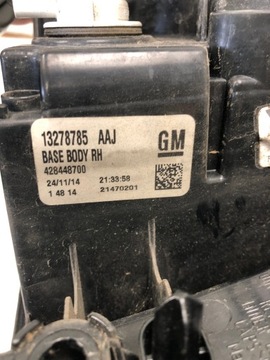 13278785 AAJ
GM
BASE BODY RH
428448700
24/11/14 21:33:58
1 48 14 21470201